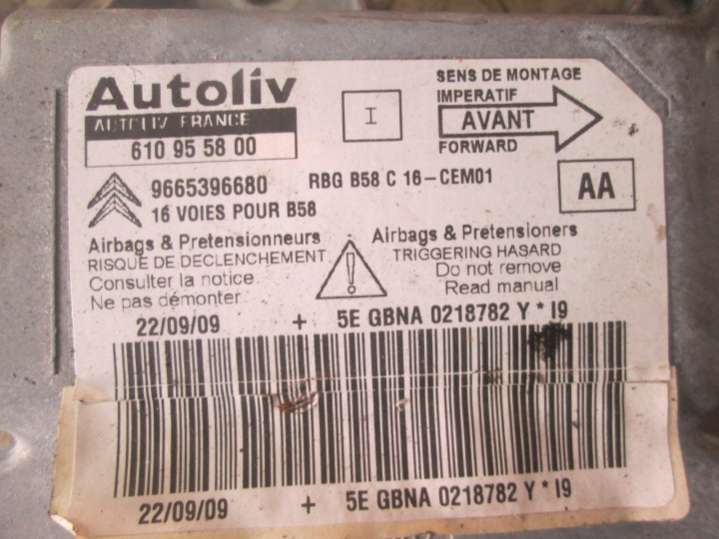 Autoliv
AUTOLIV FRANCE
610 95 58 00
I
SENS DE MONTAGE
IMPERATIF
AVANT
FORWARD
9665396680 RBG B58 C 16-CEM01
16 VOIES POUR B58
AA
Airbags & Pretensionneurs
RISQUE DE DECLENCHEMENT
Consulter la notice
Ne pas démonter
Airbags & Pretensioners
TRIGGERING HASARD
Do not remove
Read manual
22/09/09 + 5E GBNA 0218782 Y * I9
22/09/09 + 5E GBNA 0218782 Y * I9